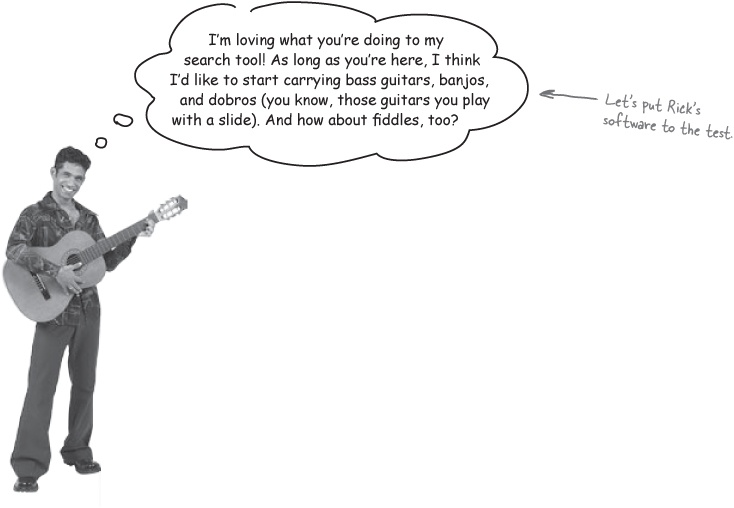 I'm loving what you're doing to my
search tool! As long as you're here, I think
I'd like to start carrying bass guitars, banjos,
and dobros (you know, those guitars you play
with a slide). And how about fiddles, too?
Let's put Rick's
software to the test.